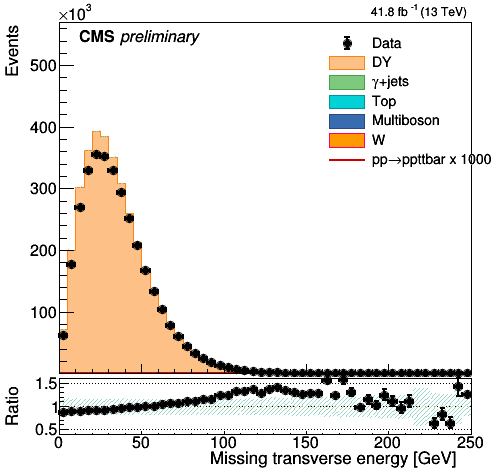 ×10³
41.8 fb⁻¹ (13 TeV)
CMS preliminary
Events
500
400
300
200
100
Data
DY
γ+jets
Top
Multiboson
W
pp→ppttbar x 1000
Ratio
1.5
1
0.5
0 50 100 150 200 250
Missing transverse energy [GeV]